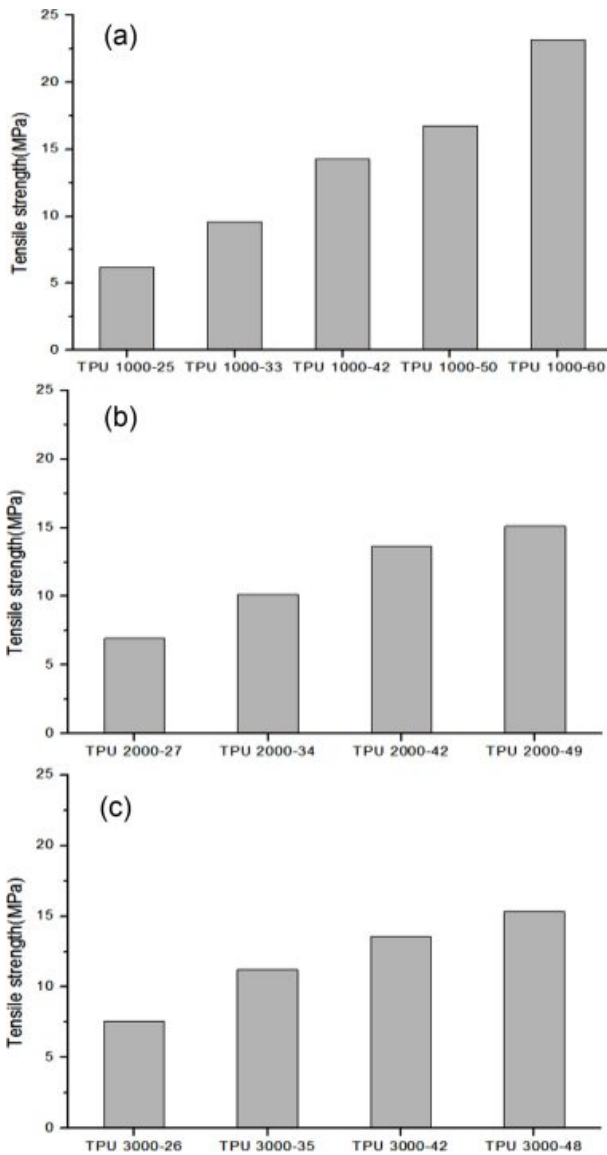 (a)
Tensile strength(MPa)
25
20
15
10
5
0
TPU 1000-25 TPU 1000-33 TPU 1000-42 TPU 1000-50 TPU 1000-60
(b)
Tensile strength(MPa)
25
20
15
10
5
0
TPU 2000-27 TPU 2000-34 TPU 2000-42 TPU 2000-49
(c)
Tensile strength(MPa)
25
20
15
10
5
0
TPU 3000-26 TPU 3000-35 TPU 3000-42 TPU 3000-48